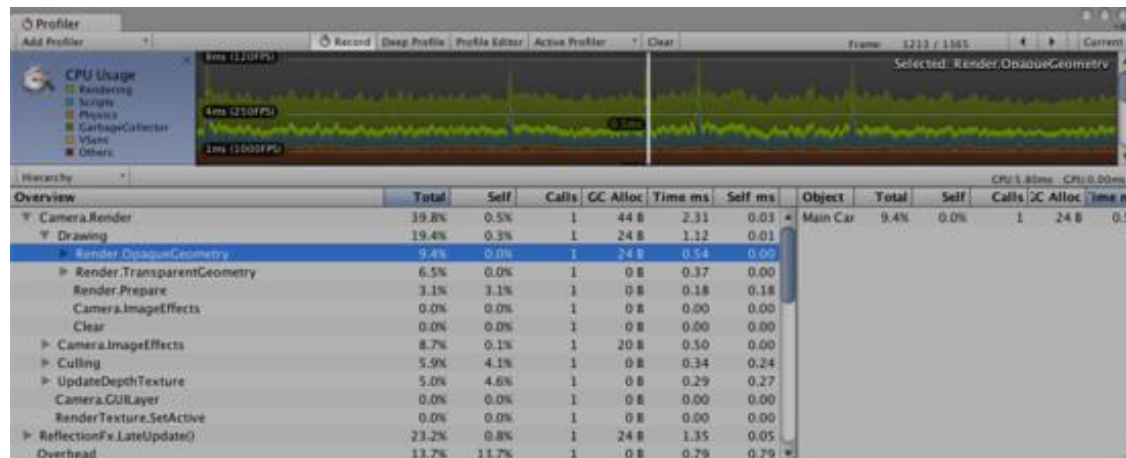 Profiler
Add Profiler Record Deep Profile Profile Editor Active Profiler Clear Frame: 1213 / 1365 Current
CPU Usage
Rendering
Scripts
Physics
GarbageCollector
VSync
Others
8ms (120FPS)
4ms (250FPS)
1ms (1000FPS)
0.5ms
Selected: Render.OpaqueGeometry
Hierarchy CPU:5.80ms
Overview Total Self Calls GC Alloc Time ms Self ms Object Total Self Calls GC Alloc Time m
Camera.Render 39.8% 0.5% 1 44 B 2.31 0.03 Main Car 9.4% 0.0% 1 24 B 0.5
Drawing 19.4% 0.3% 1 24 B 1.12 0.01
Render.OpaqueGeometry 9.4% 0.0% 1 24 B 0.54 0.00
Render.TransparentGeometry 6.5% 0.0% 1 0 B 0.37 0.00
Render.Prepare 3.1% 3.1% 1 0 B 0.18 0.18
Camera.ImageEffects 0.0% 0.0% 1 0 B 0.00 0.00
Clear 0.0% 0.0% 1 0 B 0.00 0.00
Camera.ImageEffects 8.7% 0.1% 1 20 B 0.50 0.00
Culling 5.9% 4.1% 1 0 B 0.34 0.24
UpdateDepthTexture 5.0% 4.6% 1 0 B 0.29 0.27
Camera.GUILayer 0.0% 0.0% 1 0 B 0.00 0.00
RenderTexture.SetActive 0.0% 0.0% 1 0 B 0.00 0.00
ReflectionFx.LateUpdate() 23.2% 0.8% 1 24 B 1.35 0.05
Overhead 13.7% 13.7% 1 0 B 0.79 0.79